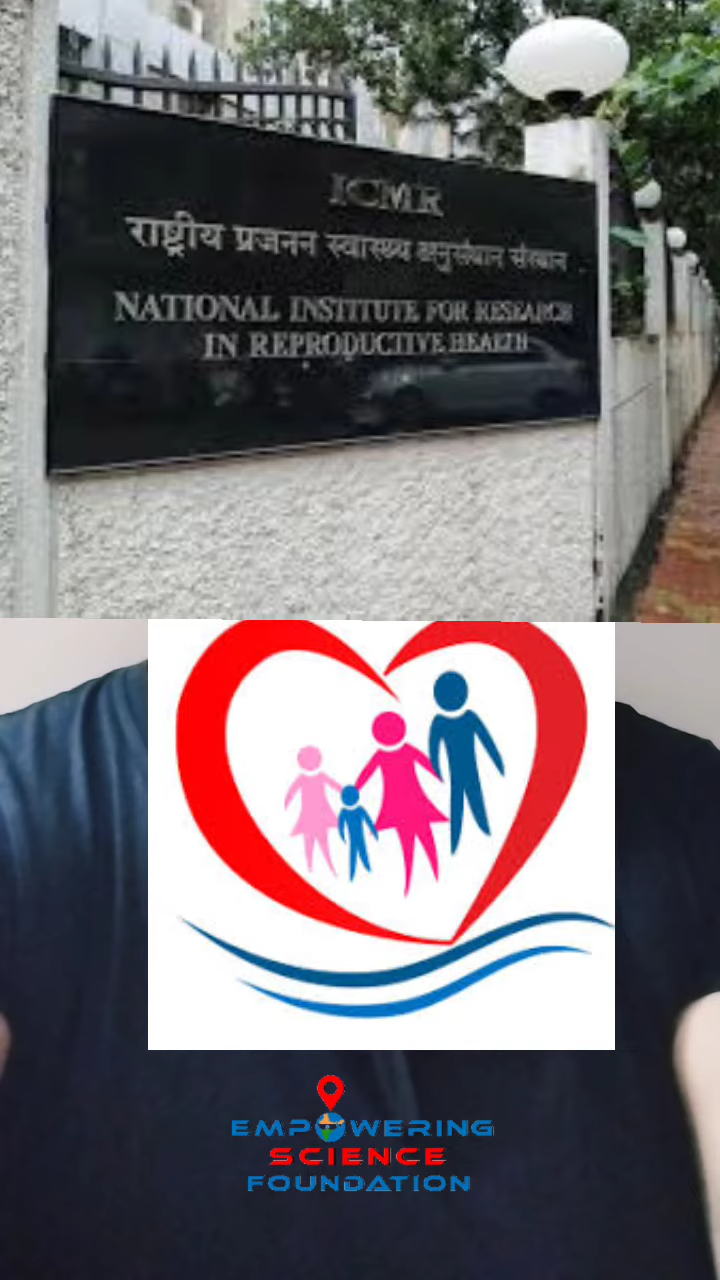 ICMR
राष्ट्रीय प्रजनन स्वास्थ्य अनुसंधान संस्थान
NATIONAL INSTITUTE FOR RESEARCH
IN REPRODUCTIVE HEALTH
EMPOWERING
SCIENCE
FOUNDATION